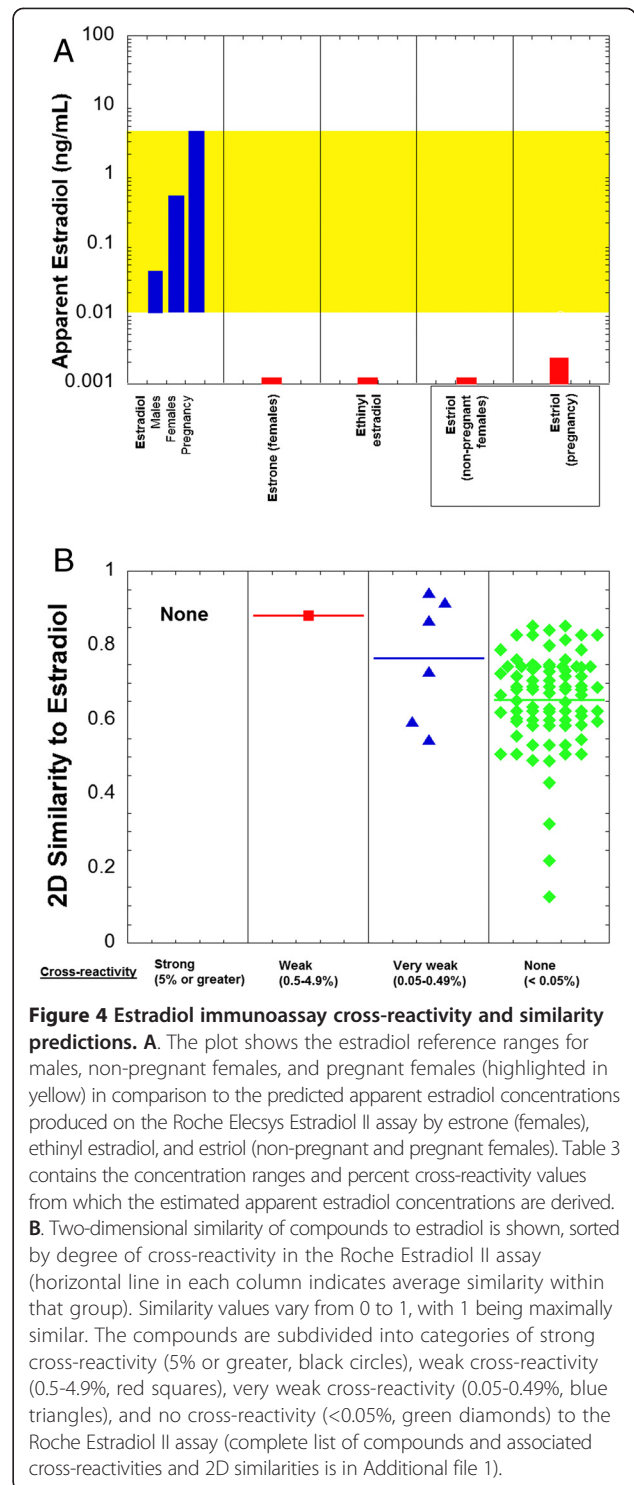 A
100
10
1
0.1
0.01
0.001
Apparent Estradiol (ng/mL)
Estradiol
Males
Females
Pregnancy
Estrone (females)
Ethinyl
estradiol
Estriol
(non-pregnant
females)
Estriol
(pregnancy)
B
1
0.8
0.6
0.4
0.2
0
2D Similarity to Estradiol
None
Cross-reactivity
Strong
(5% or greater)
Weak
(0.5-4.9%)
Very weak
(0.05-0.49%)
None
(< 0.05%)
Figure 4 Estradiol immunoassay cross-reactivity and similarity
predictions. A. The plot shows the estradiol reference ranges for
males, non-pregnant females, and pregnant females (highlighted in
yellow) in comparison to the predicted apparent estradiol concentrations
produced on the Roche Elecsys Estradiol II assay by estrone (females),
ethinyl estradiol, and estriol (non-pregnant and pregnant females). Table 3
contains the concentration ranges and percent cross-reactivity values
from which the estimated apparent estradiol concentrations are derived.
B. Two-dimensional similarity of compounds to estradiol is shown, sorted
by degree of cross-reactivity in the Roche Estradiol II assay
(horizontal line in each column indicates average similarity within
that group). Similarity values vary from 0 to 1, with 1 being maximally
similar. The compounds are subdivided into categories of strong
cross-reactivity (5% or greater, black circles), weak cross-reactivity
(0.5-4.9%, red squares), very weak cross-reactivity (0.05-0.49%, blue
triangles), and no cross-reactivity (<0.05%, green diamonds) to the
Roche Estradiol II assay (complete list of compounds and associated
cross-reactivities and 2D similarities is in Additional file 1).